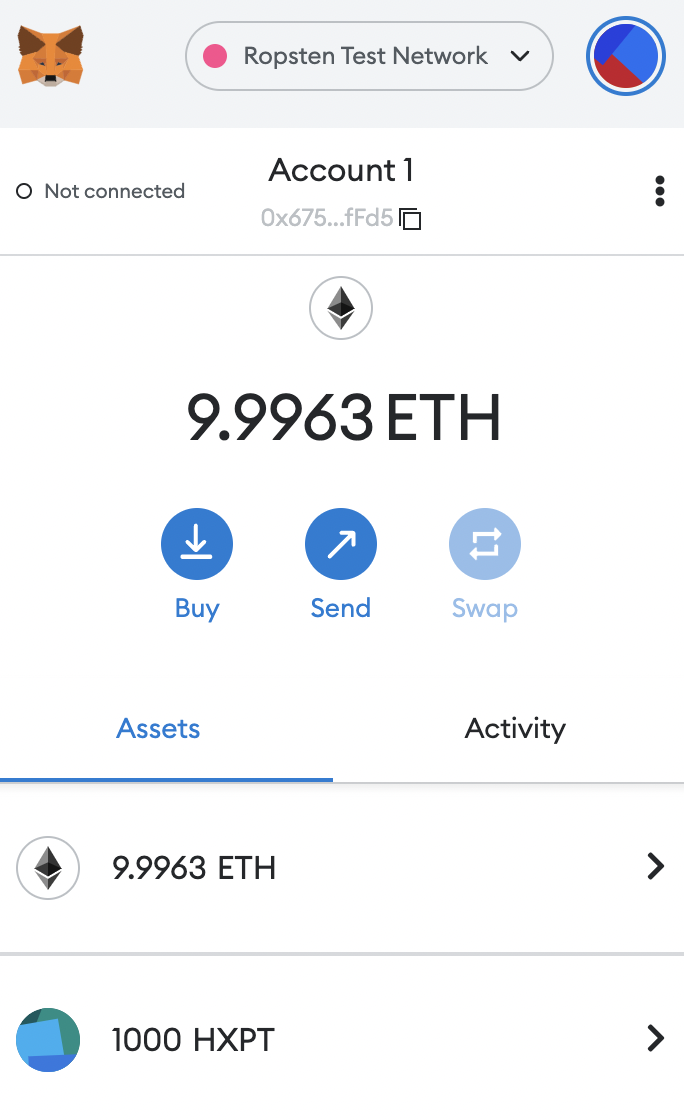 Ropsten Test Network
Not connected
Account 1
0x675...fFd5
9.9963 ETH
Buy
Send
Swap
Assets
Activity
9.9963 ETH
1000 HXPT